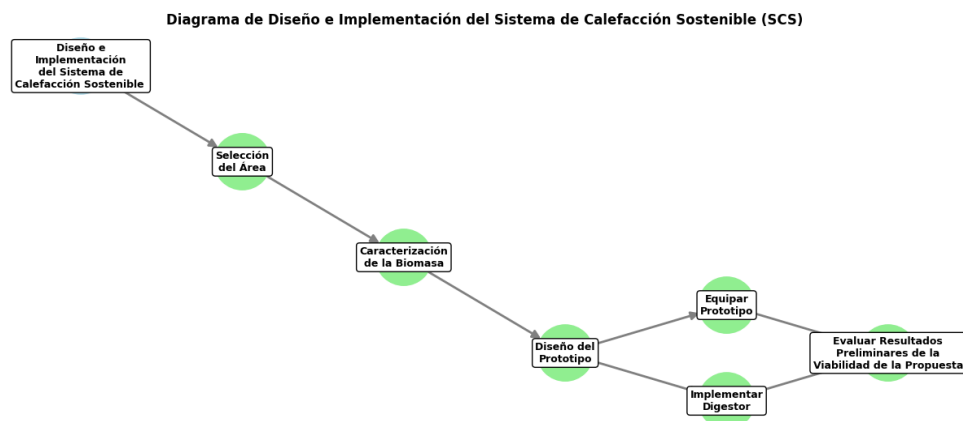 Diagrama de Diseño e Implementación del Sistema de Calefacción Sostenible (SCS)
Diseño e
Implementación
del Sistema de
Calefacción Sostenible
Selección
del Área
Caracterización
de la Biomasa
Diseño del
Prototipo
Equipar
Prototipo
Implementar
Digestor
Evaluar Resultados
Preliminares de la
Viabilidad de la Propuesta